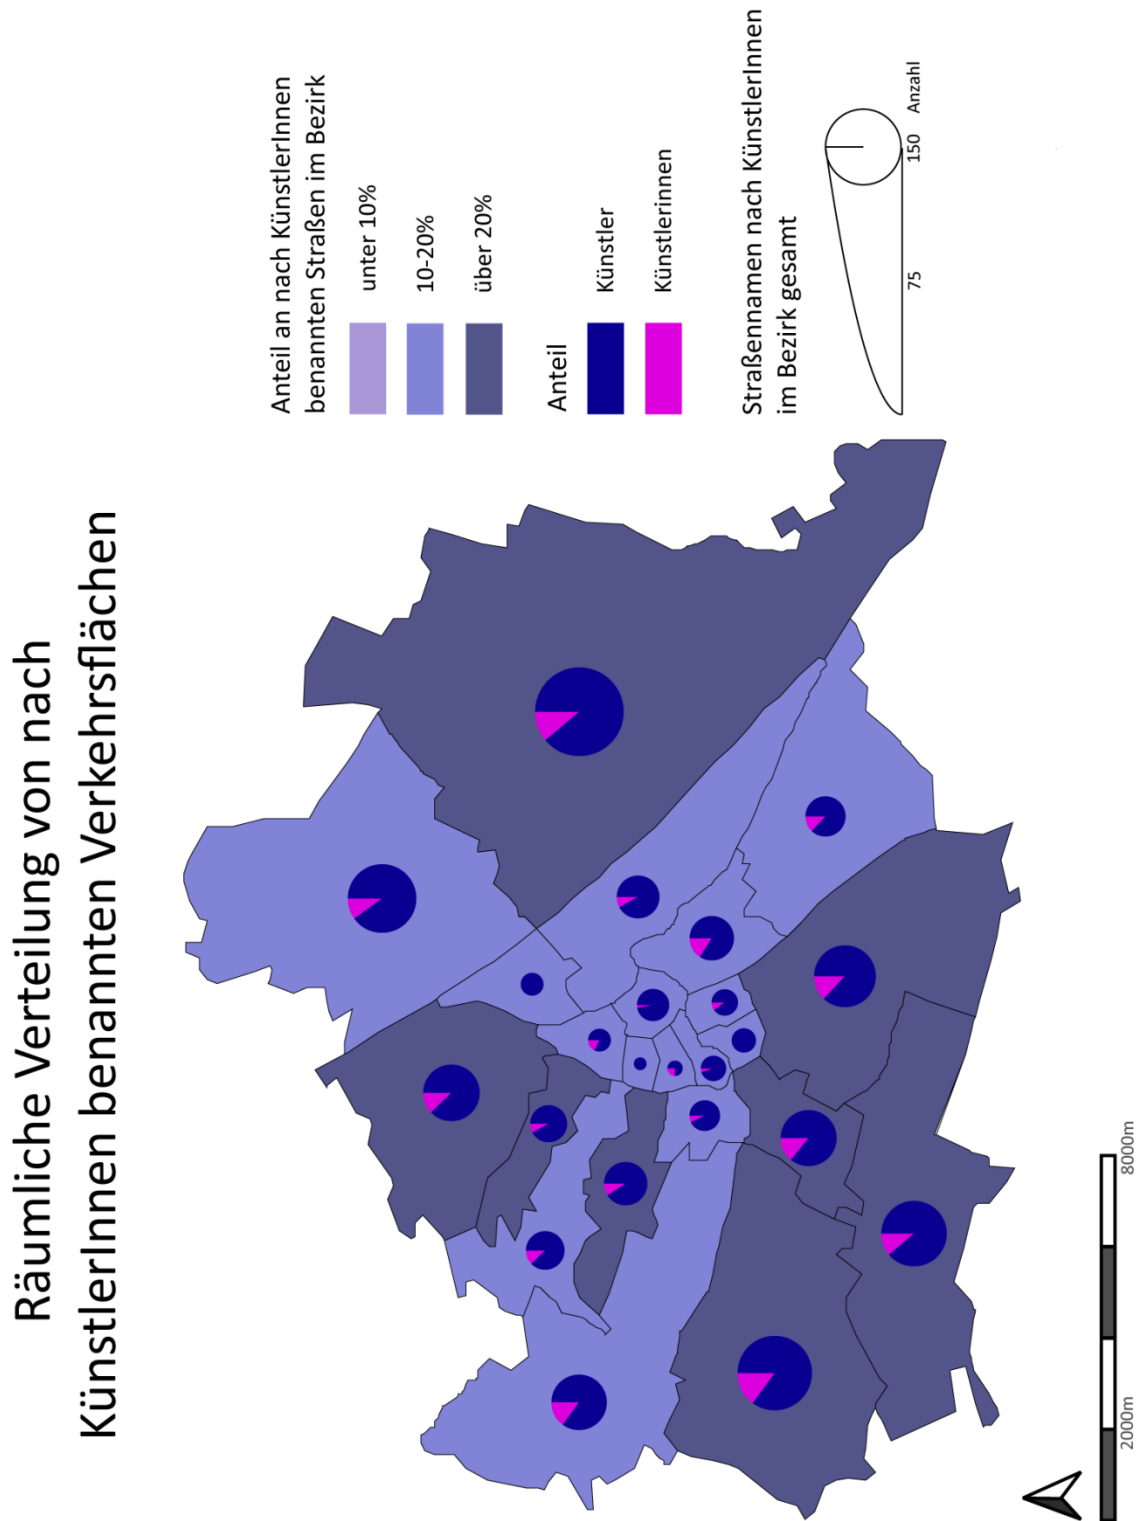 Räumliche Verteilung von nach
KünstlerInnen benannten Verkehrsflächen
Anteil an nach KünstlerInnen
benannten Straßen im Bezirk
unter 10%
10-20%
über 20%
Anteil
Künstler
Künstlerinnen
Straßennamen nach KünstlerInnen
im Bezirk gesamt
75
150
Anzahl
2000m
8000m